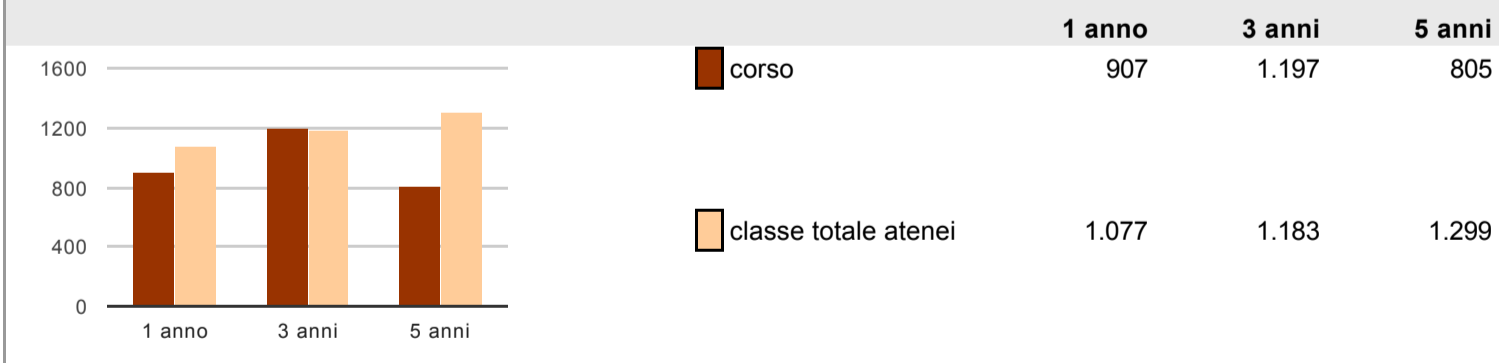 1 anno 3 anni 5 anni
1600
corso 907 1.197 805
1200
800
classe totale atenei 1.077 1.183 1.299
400
0
1 anno 3 anni 5 anni